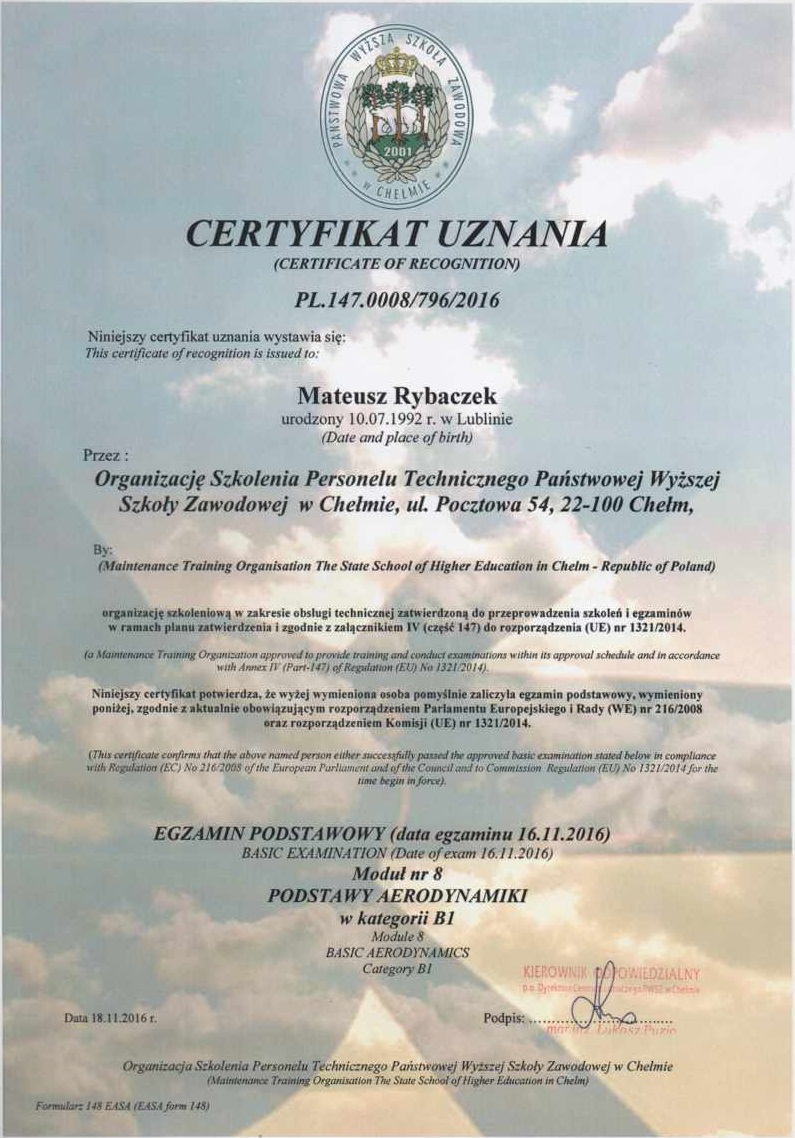 PAŃSTWOWA WYŻSZA SZKOŁA ZAWODOWA
2001
w CHEŁMIE
CERTYFIKAT UZNANIA
(CERTIFICATE OF RECOGNITION)
PL.147.0008/796/2016
Niniejszy certyfikat uznania wystawia się:
This certificate of recognition is issued to:
Mateusz Rybaczek
urodzony 10.07.1992 r. w Lublinie
(Date and place of birth)
Przez :
Organizację Szkolenia Personelu Technicznego Państwowej Wyższej
Szkoły Zawodowej w Chełmie, ul. Pocztowa 54, 22-100 Chełm,
By:
(Maintenance Training Organisation The State School of Higher Education in Chelm - Republic of Poland)
organizację szkoleniową w zakresie obsługi technicznej zatwierdzoną do przeprowadzenia szkoleń i egzaminów
w ramach planu zatwierdzenia i zgodnie z załącznikiem IV (część 147) do rozporządzenia (UE) nr 1321/2014.
(a Maintenance Training Organization approved to provide training and conduct examinations within its approval schedule and in accordance
with Annex IV (Part-147) of Regulation (EU) No 1321/2014).
Niniejszy certyfikat potwierdza, że wyżej wymieniona osoba pomyślnie zaliczyła egzamin podstawowy, wymieniony
poniżej, zgodnie z aktualnie obowiązującym rozporządzeniem Parlamentu Europejskiego i Rady (WE) nr 216/2008
oraz rozporządzeniem Komisji (UE) nr 1321/2014.
(This certificate confirms that the above named person either successfully passed the approved basic examination stated below in compliance
with Regulation (EC) No 216/2008 of the European Parliament and of the Council and to Commission Regulation (EU) No 1321/2014 for the
time begin in force).
EGZAMIN PODSTAWOWY (data egzaminu 16.11.2016)
BASIC EXAMINATION (Date of exam 16.11.2016)
Moduł nr 8
PODSTAWY AERODYNAMIKI
w kategorii B1
Module 8
BASIC AERODYNAMICS
Category B1
KIEROWNIK ODPOWIEDZIALNY
p.o. Dyrektora PWSZ w Chełmie
Data 18.11.2016 r.
Podpis: ..............................
Łukasz Puzio
Organizacja Szkolenia Personelu Technicznego Państwowej Wyższej Szkoły Zawodowej w Chełmie
(Maintenance Training Organisation The State School of Higher Education in Chelm)
Formularz 148 EASA (EASA form 148)